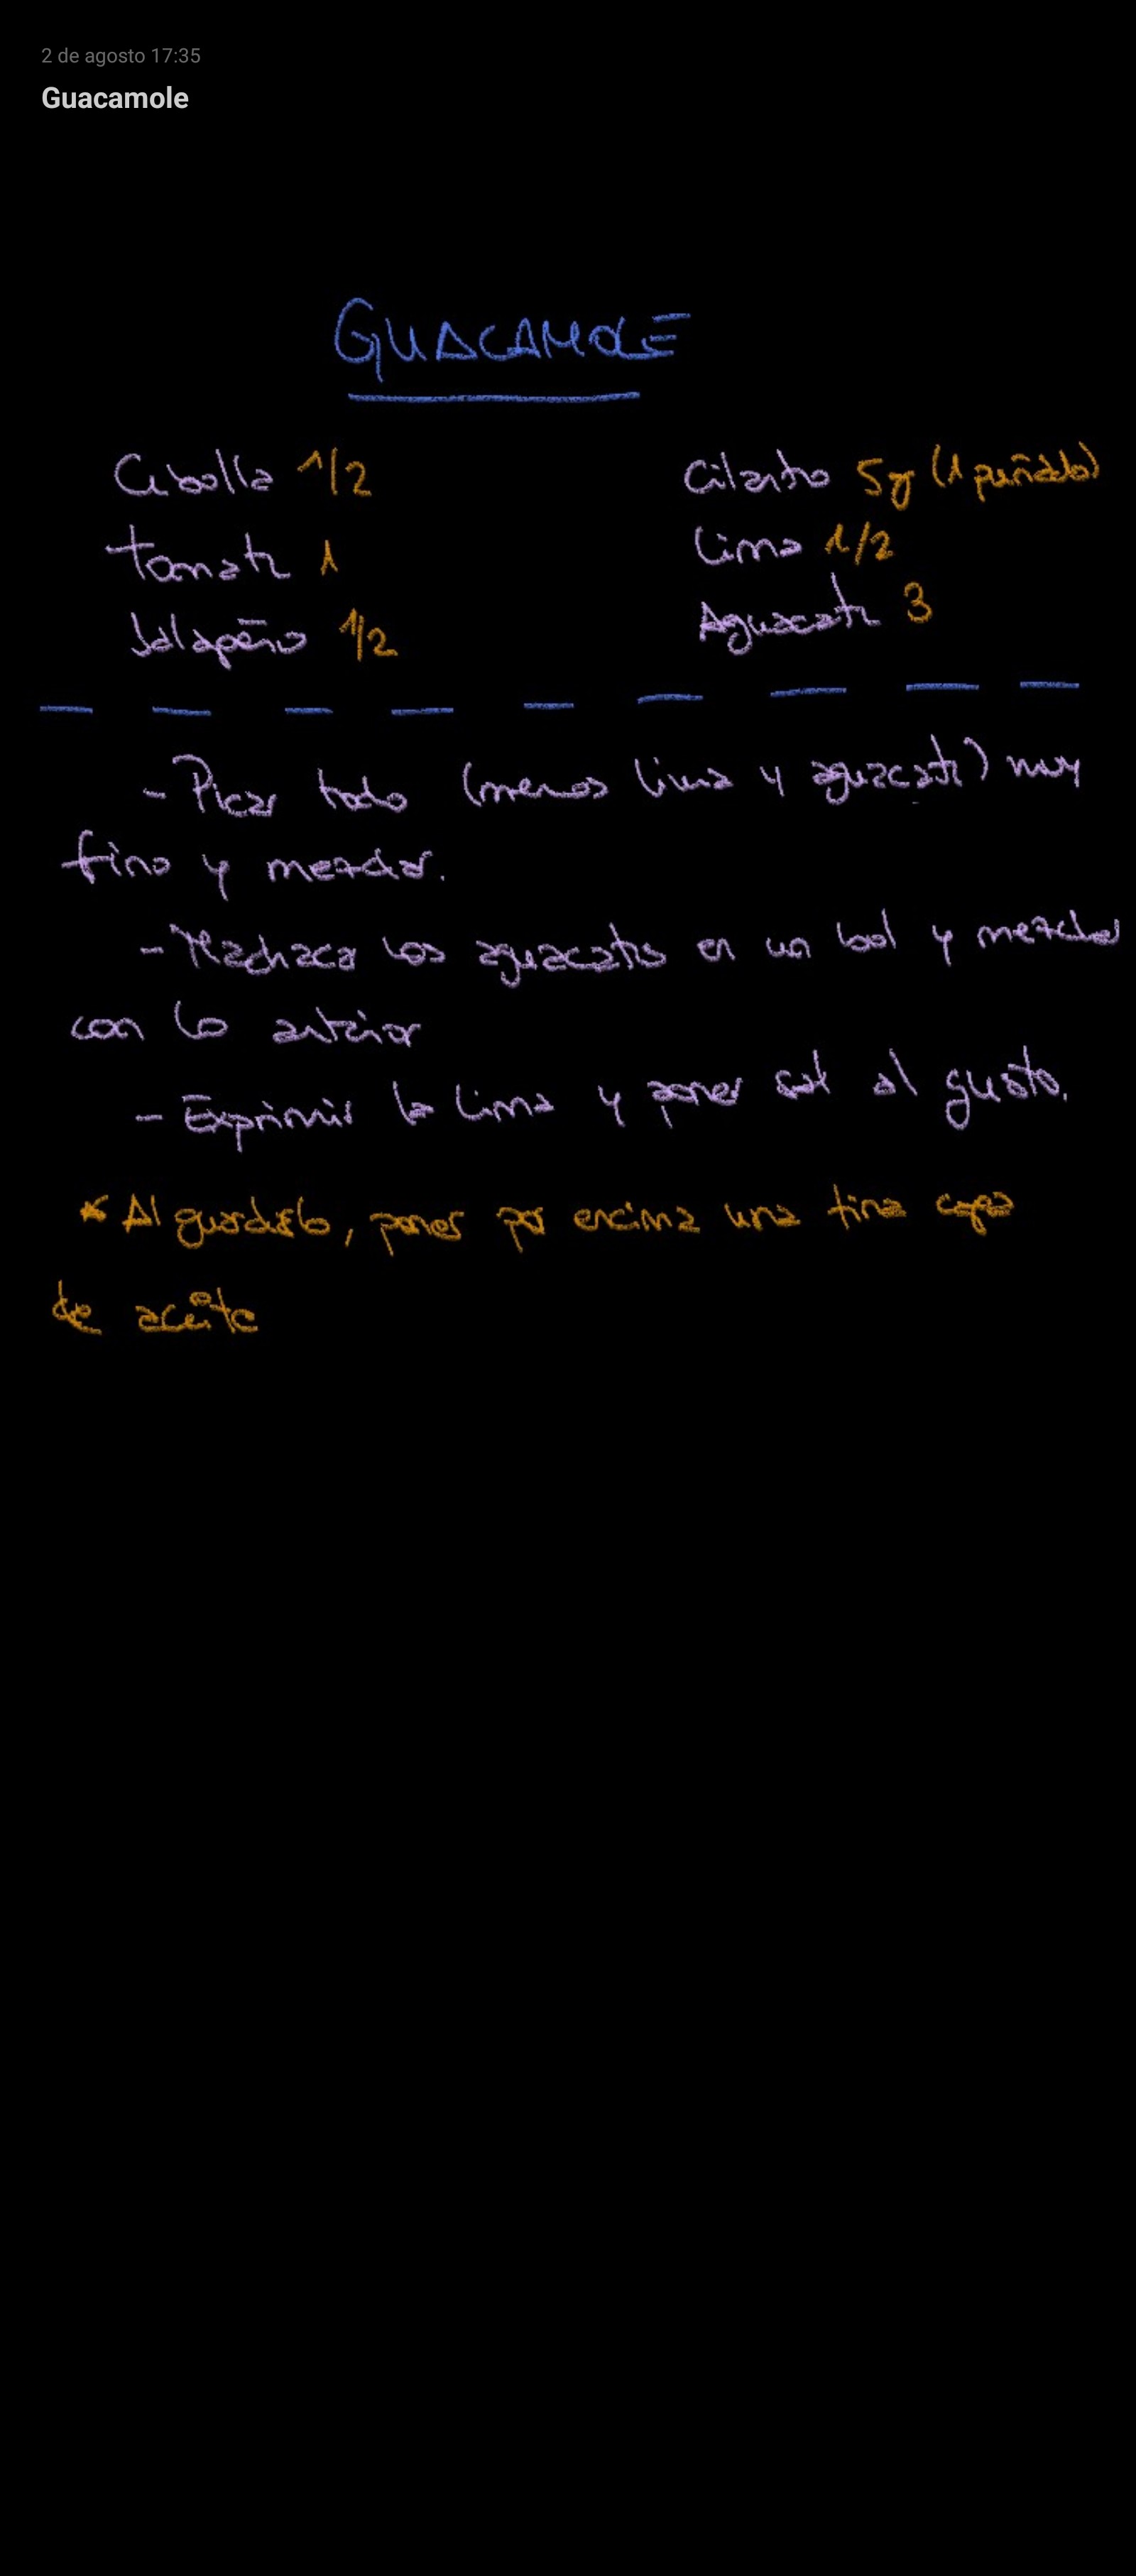 2 de agosto 17:35
Guacamole
GUACAMOLE
Cebolla 1/2
Cilantro 5g (1 puñado)
tomate 1
Lima 1/2
Jalapeño 1/2
Aguacate 3
- Picar todo (menos lima y aguacate) muy
fino y mezclar.
- Machacar los aguacates en un bol y mezclar
con lo anterior
- Exprimir la lima y poner sal al gusto.
* Al guardarlo, poner por encima una fina capa
de aceite